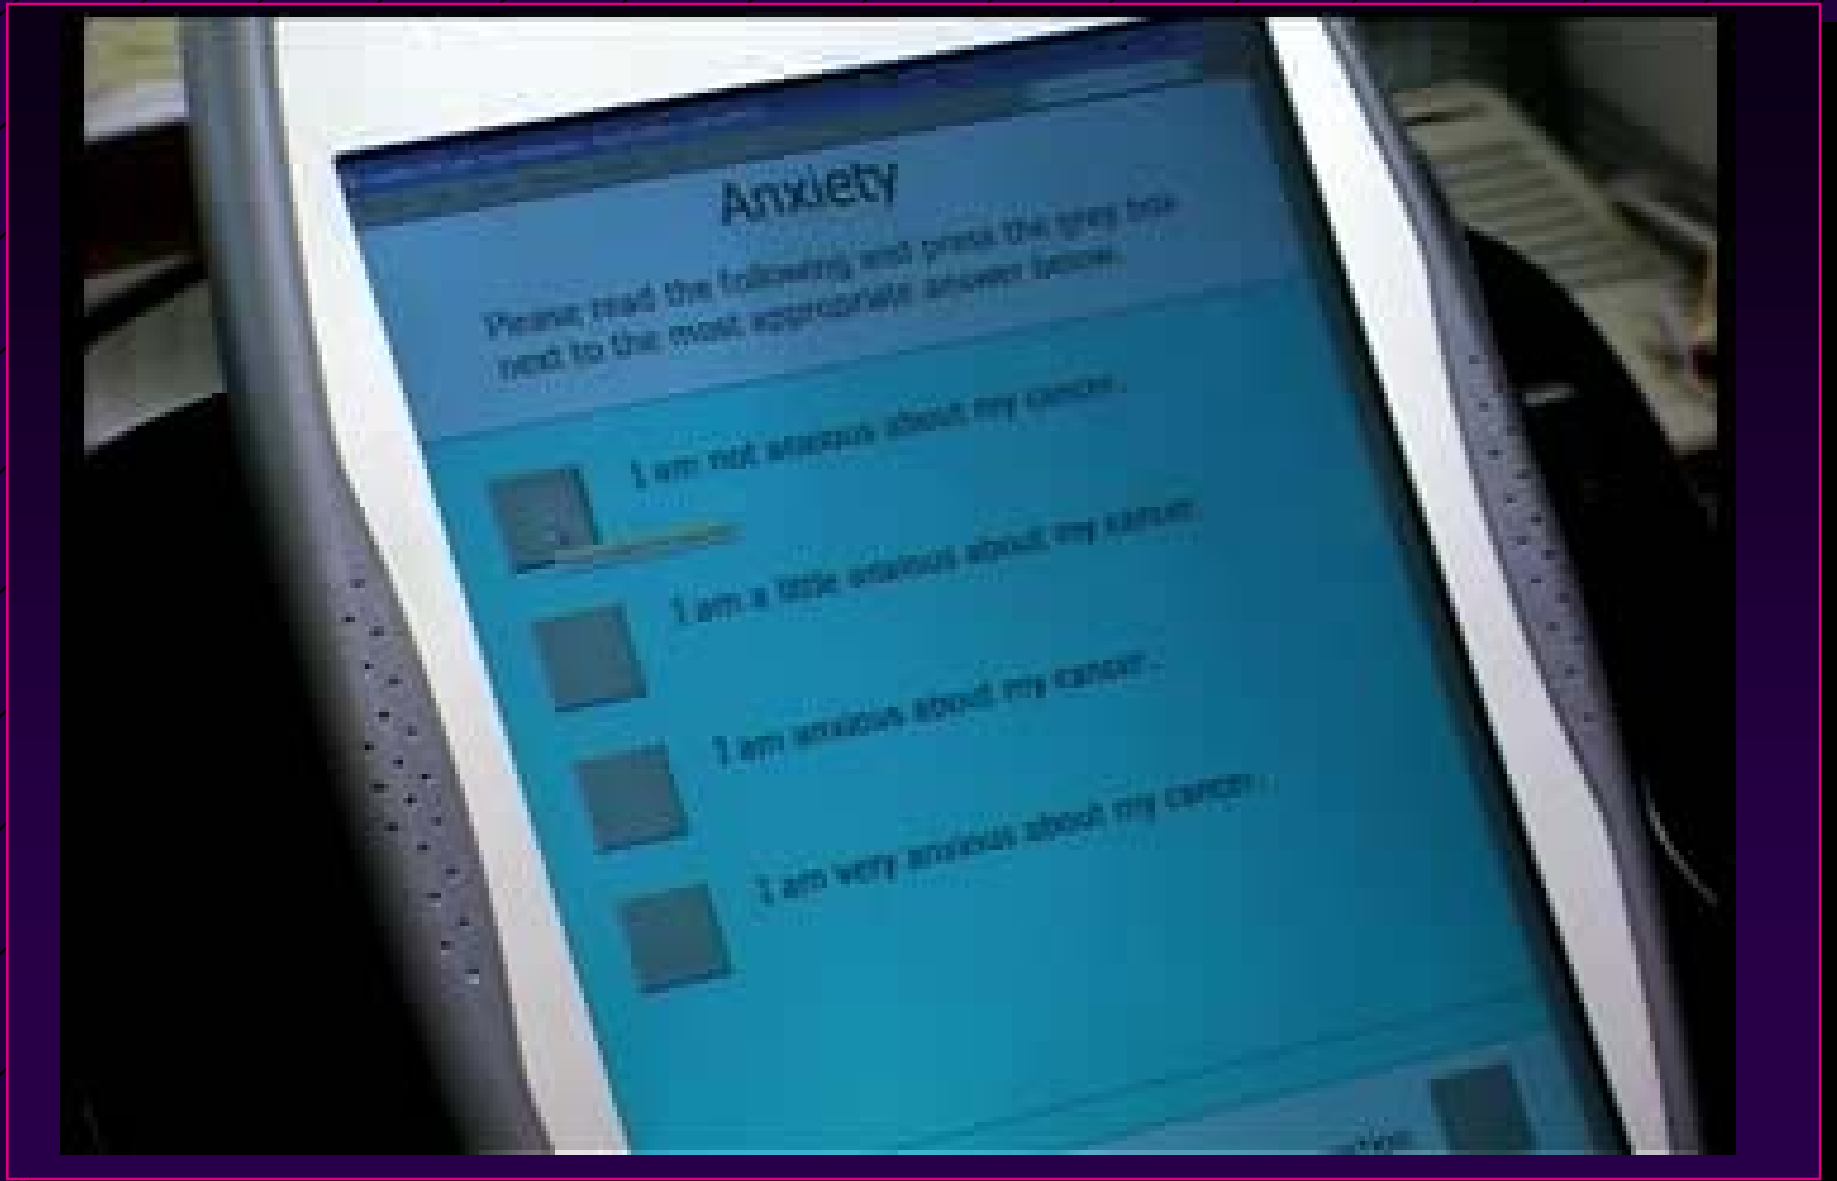 Anxiety
Please read the following and press the grey box
next to the most appropriate answer below.
I am not anxious about my cancer.
I am a little anxious about my cancer.
I am anxious about my cancer.
I am very anxious about my cancer.